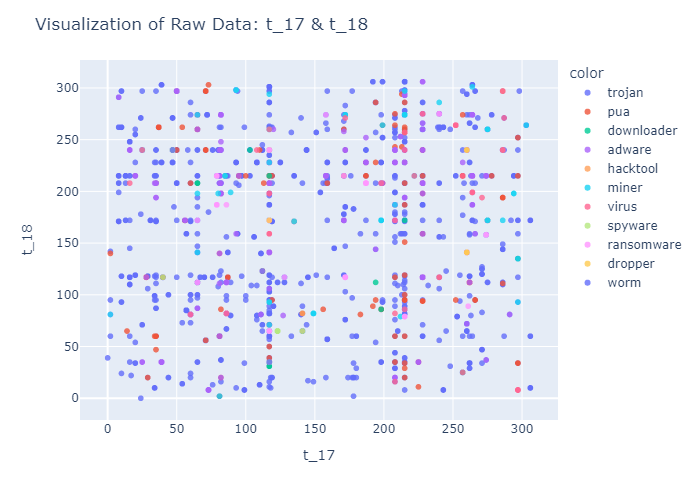 Visualization of Raw Data: t_17 & t_18
color
trojan
pua
downloader
adware
hacktool
miner
virus
spyware
ransomware
dropper
worm
300
250
200
150
100
50
0
t_18
0 50 100 150 200 250 300
t_17